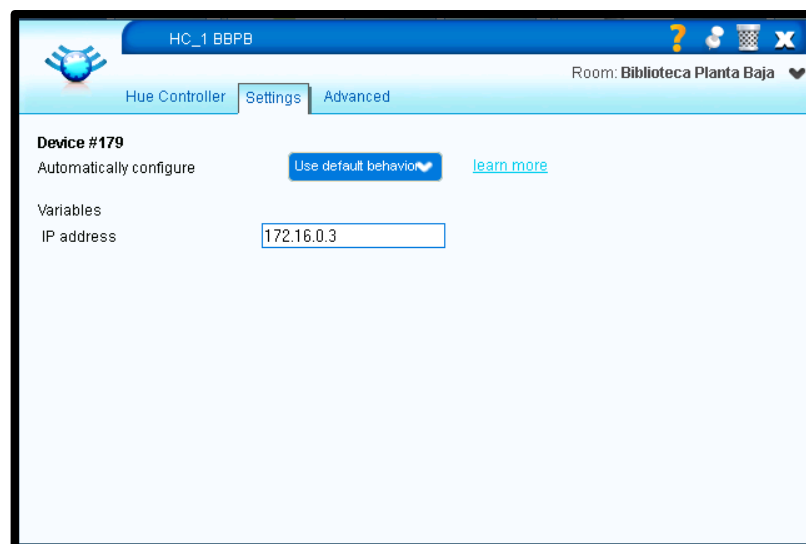 HC_1 BBPB
Room: Biblioteca Planta Baja
Hue Controller Settings Advanced
Device #179
Automatically configure Use default behavior learn more
Variables
IP address 172.16.0.3